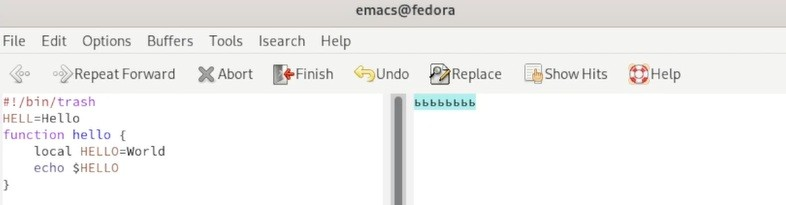 emacs@fedora
File Edit Options Buffers Tools Isearch Help
Repeat Forward Abort Finish Undo Replace Show Hits Help
#!/bin/trash
HELL=Hello
function hello {
    local HELLO=World
    echo $HELLO
}
ьььььььь